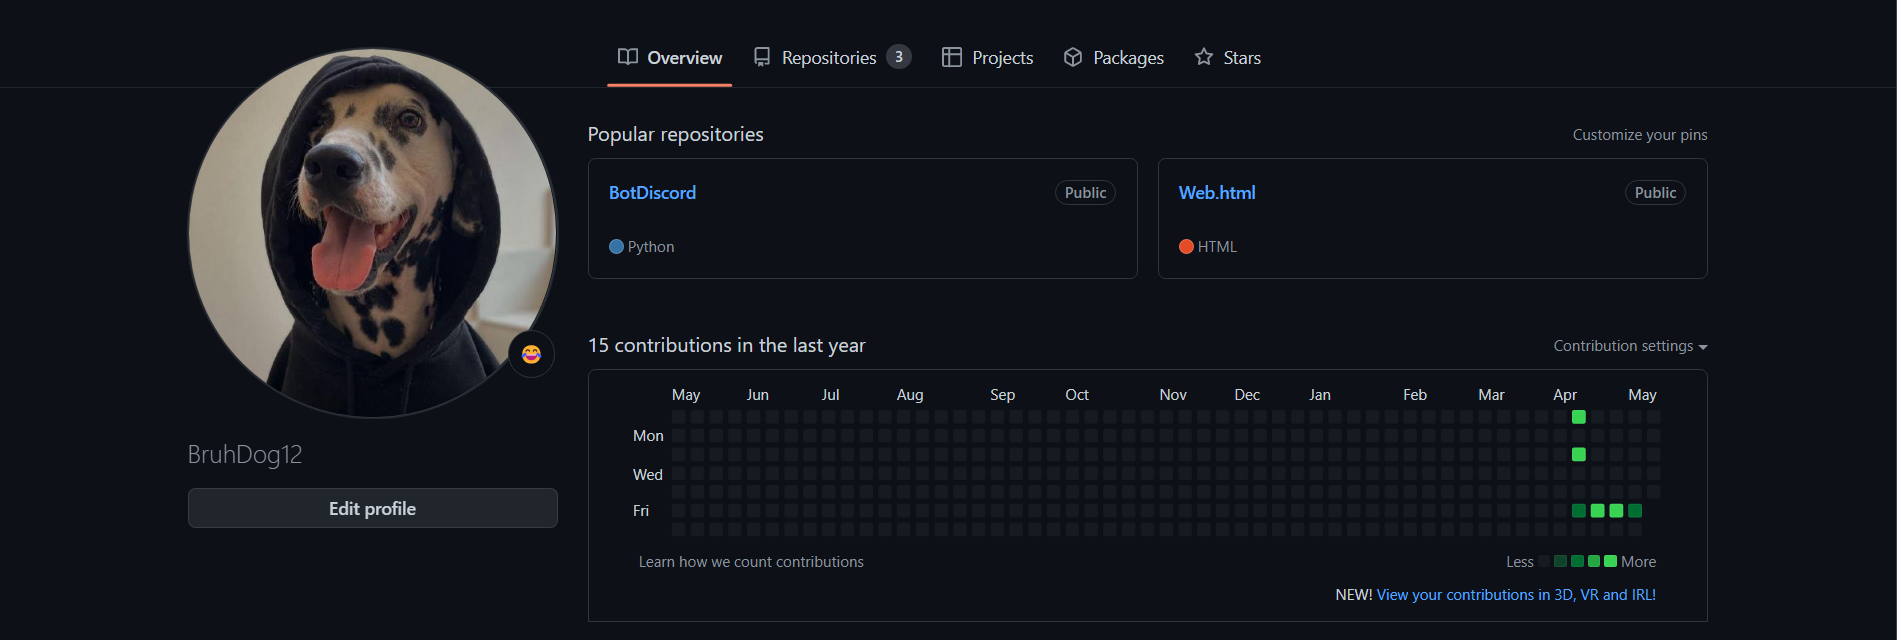 Overview Repositories 3 Projects Packages Stars
Popular repositories Customize your pins
BotDiscord Public
Python
Web.html Public
HTML
15 contributions in the last year Contribution settings
May Jun Jul Aug Sep Oct Nov Dec Jan Feb Mar Apr May
Mon
Wed
Fri
Learn how we count contributions
Less More
NEW! View your contributions in 3D, VR and IRL!
BruhDog12
Edit profile